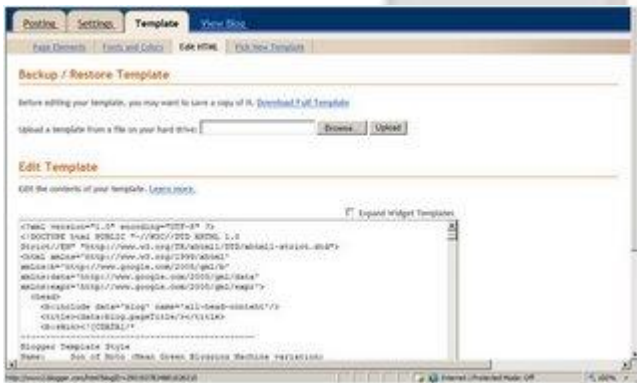 Posting Settings Template View Blog
Page Elements Fonts and Colors Edit HTML Pick New Template
Backup / Restore Template
Before editing your template, you may want to save a copy of it. Download Full Template
Upload a template from a file on your hard drive: Browse... Upload
Edit Template
Edit the contents of your template. Learn more.
Expand Widget Templates
<?xml version="1.0" encoding="UTF-8" ?>
<!DOCTYPE html PUBLIC "-//W3C//DTD XHTML 1.0
Strict//EN" "http://www.w3.org/TR/xhtml1/DTD/xhtml1-strict.dtd">
<html xmlns="http://www.w3.org/1999/xhtml"
xmlns:b="http://www.google.com/2005/gml/b"
xmlns:data="http://www.google.com/2005/gml/data"
xmlns:expr="http://www.google.com/2005/gml/expr">
<head>
<b:include data="blog" name="all-head-content"/>
<title><data:blog.pageTitle/></title>
<b:skin><![CDATA[/*
-----------------------------------------------
Blogger Template Style
Name: Son of Moto (Mean Green Blogging Machine variation)
Internet | Protected Mode: Off 100%